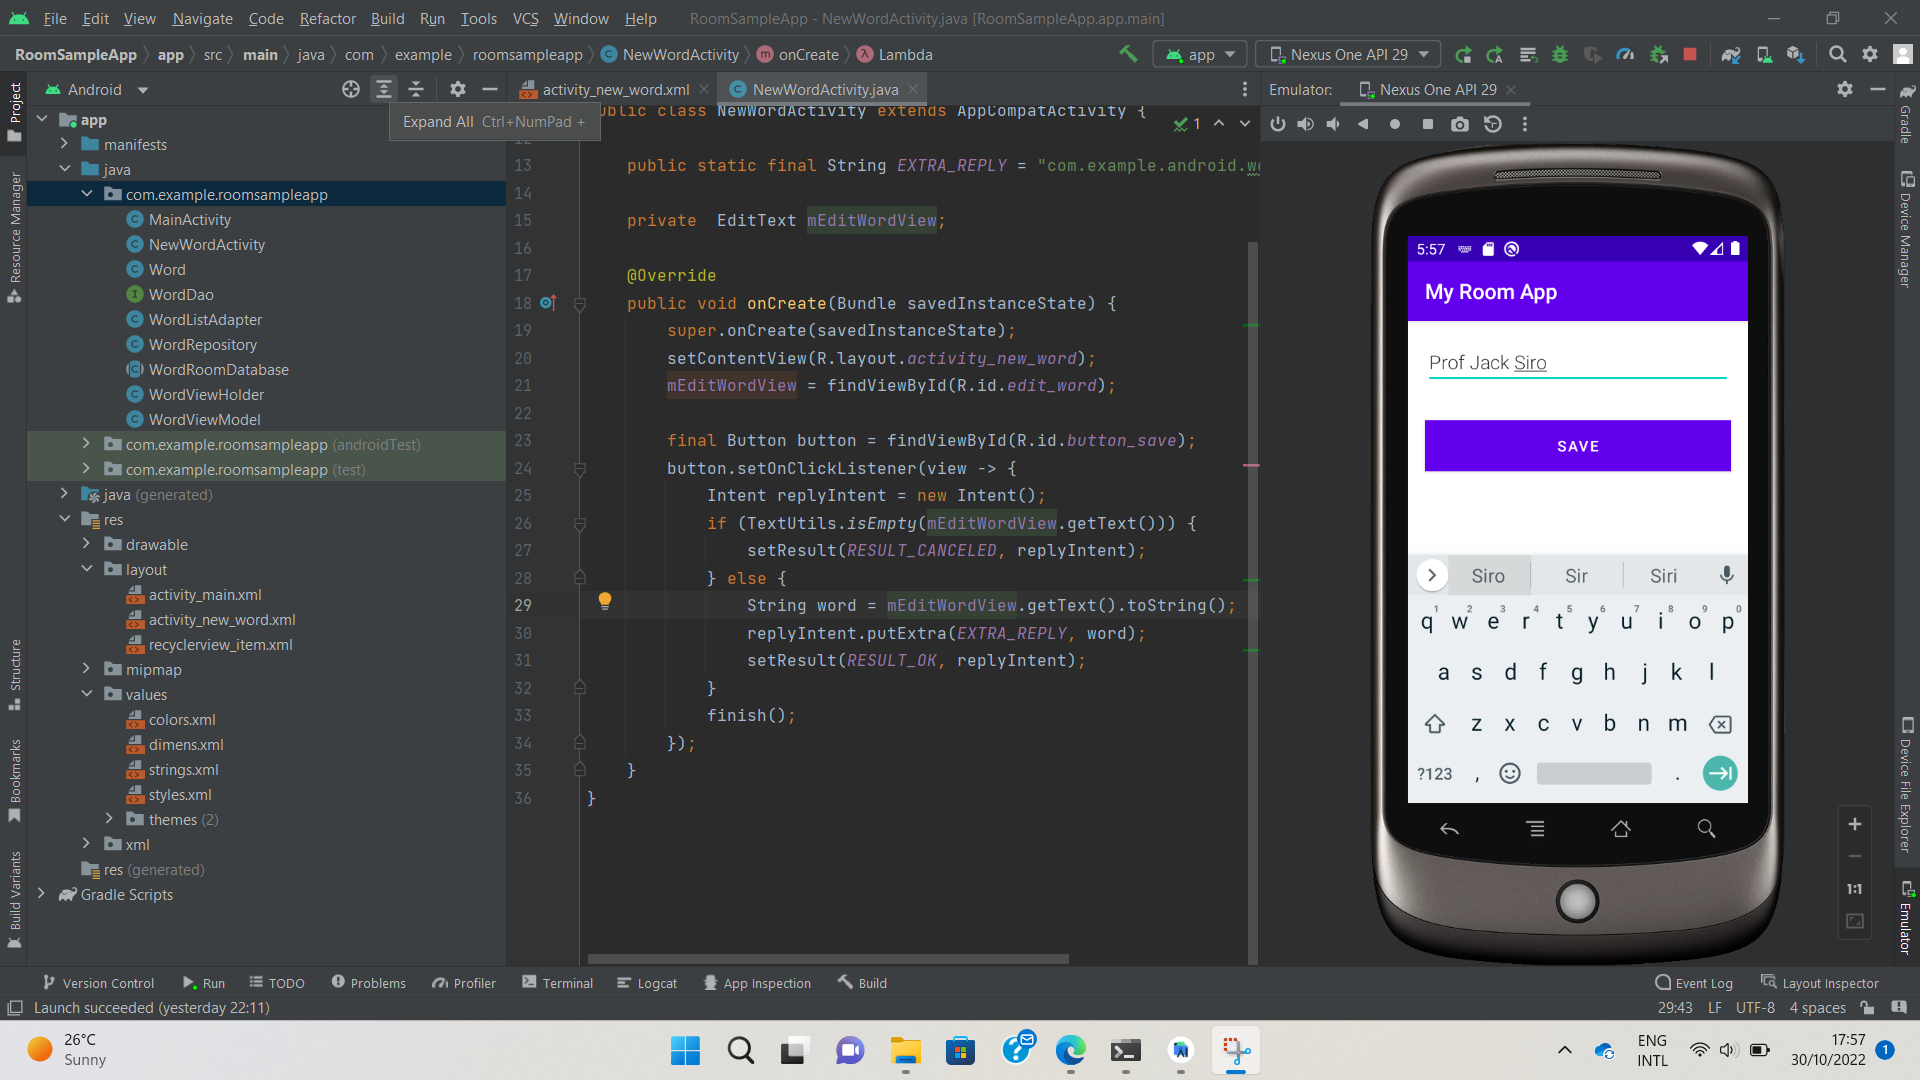 File Edit View Navigate Code Refactor Build Run Tools VCS Window Help RoomSampleApp - NewWordActivity.java [RoomSampleApp.app.main]
RoomSampleApp app src main java com example roomsampleapp NewWordActivity onCreate Lambda app Nexus One API 29
Project
Resource Manager
Structure
Bookmarks
Build Variants
Android
Expand All Ctrl+NumPad +
app
manifests
java
com.example.roomsampleapp
MainActivity
NewWordActivity
Word
WordDao
WordListAdapter
WordRepository
WordRoomDatabase
WordViewHolder
WordViewModel
com.example.roomsampleapp (androidTest)
com.example.roomsampleapp (test)
java (generated)
res
drawable
layout
activity_main.xml
activity_new_word.xml
recyclerview_item.xml
mipmap
values
colors.xml
dimens.xml
strings.xml
styles.xml
themes (2)
xml
res (generated)
Gradle Scripts
activity_new_word.xml NewWordActivity.java
public class NewWordActivity extends AppCompatActivity {
1
12
13 public static final String EXTRA_REPLY = "com.example.android.wo
14
15 private EditText mEditWordView;
16
17 @Override
18 public void onCreate(Bundle savedInstanceState) {
19 super.onCreate(savedInstanceState);
20 setContentView(R.layout.activity_new_word);
21 mEditWordView = findViewById(R.id.edit_word);
22
23 final Button button = findViewById(R.id.button_save);
24 button.setOnClickListener(view -> {
25 Intent replyIntent = new Intent();
26 if (TextUtils.isEmpty(mEditWordView.getText())) {
27 setResult(RESULT_CANCELED, replyIntent);
28 } else {
29 String word = mEditWordView.getText().toString();
30 replyIntent.putExtra(EXTRA_REPLY, word);
31 setResult(RESULT_OK, replyIntent);
32 }
33 finish();
34 });
35 }
36 }
Emulator: Nexus One API 29
5:57
My Room App
Prof Jack Siro
SAVE
Siro Sir Siri
1 2 3 4 5 6 7 8 9 0
q w e r t y u i o p
a s d f g h j k l
z x c v b n m
?123 , .
1:1
Gradle
Device Manager
Device File Explorer
Emulator
Version Control Run TODO Problems Profiler Terminal Logcat App Inspection Build Event Log Layout Inspector
Launch succeeded (yesterday 22:11) 29:43 LF UTF-8 4 spaces
26°C
Sunny
ENG
INTL
17:57
30/10/2022
1